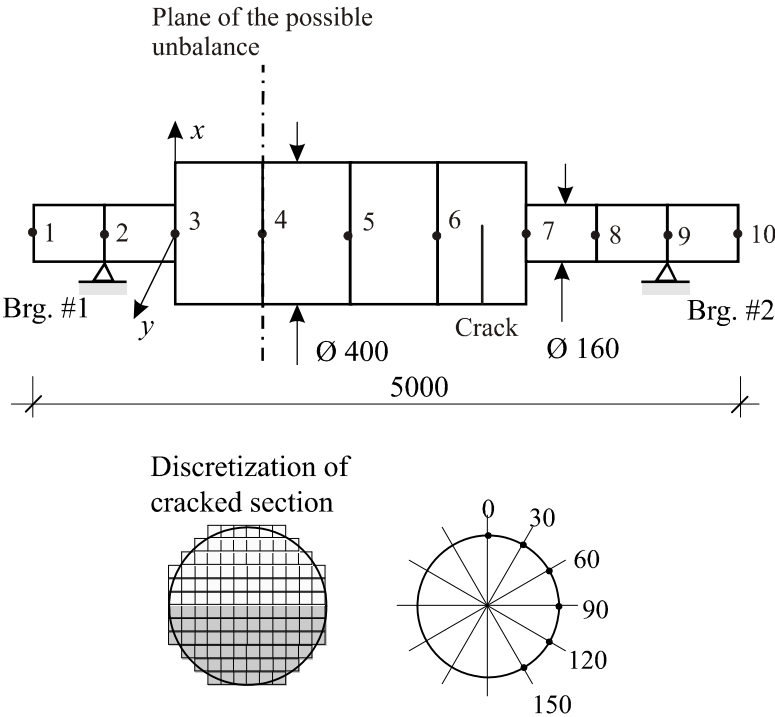 Plane of the possible
unbalance
x
1
2
3
4
5
6
7
8
9
10
y
Brg. #1
Crack
Brg. #2
Ø 400
Ø 160
5000
Discretization of
cracked section
0
30
60
90
120
150